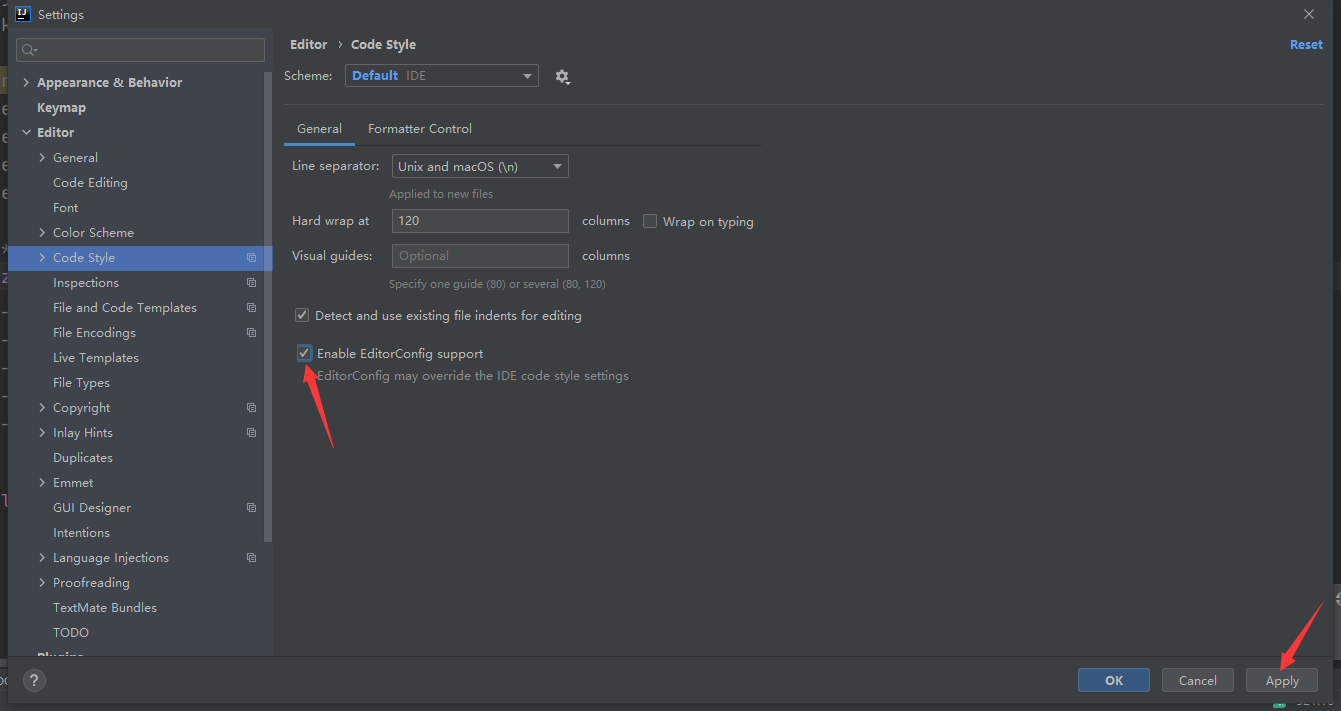 Settings
Editor › Code Style
Reset
Scheme: Default IDE
Appearance & Behavior
Keymap
Editor
General
Code Editing
Font
Color Scheme
Code Style
Inspections
File and Code Templates
File Encodings
Live Templates
File Types
Copyright
Inlay Hints
Duplicates
Emmet
GUI Designer
Intentions
Language Injections
Proofreading
TextMate Bundles
TODO
Plugins
General Formatter Control
Line separator: Unix and macOS (\n)
Applied to new files
Hard wrap at 120 columns Wrap on typing
Visual guides: Optional columns
Specify one guide (80) or several (80, 120)
Detect and use existing file indents for editing
Enable EditorConfig support
EditorConfig may override the IDE code style settings
?
OK Cancel Apply